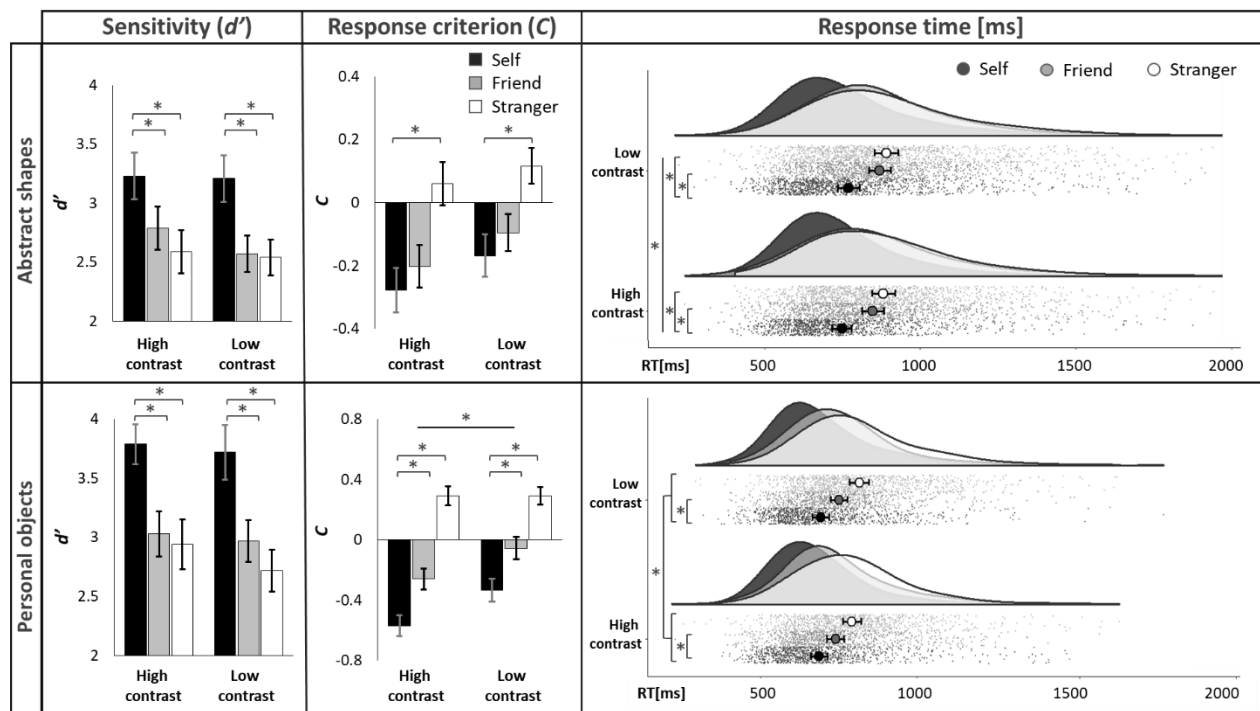 Sensitivity (d’) Response criterion (C) Response time [ms]
Abstract shapes
4
3.5
3
2.5
2
d’
* *
* *
High contrast
Low contrast
Self
Friend
Stranger
0.4
0.2
0
-0.2
-0.4
C
* *
High contrast
Low contrast
Self Friend Stranger
Low contrast
* *
*
High contrast
* *
RT[ms] 500 1000 1500 2000
Personal objects
4
3.5
3
2.5
2
d’
* *
* *
High contrast
Low contrast
0.8
0.4
0
-0.4
-0.8
C
*
* *
* *
High contrast
Low contrast
Low contrast
*
*
High contrast
*
RT[ms] 500 1000 1500 2000